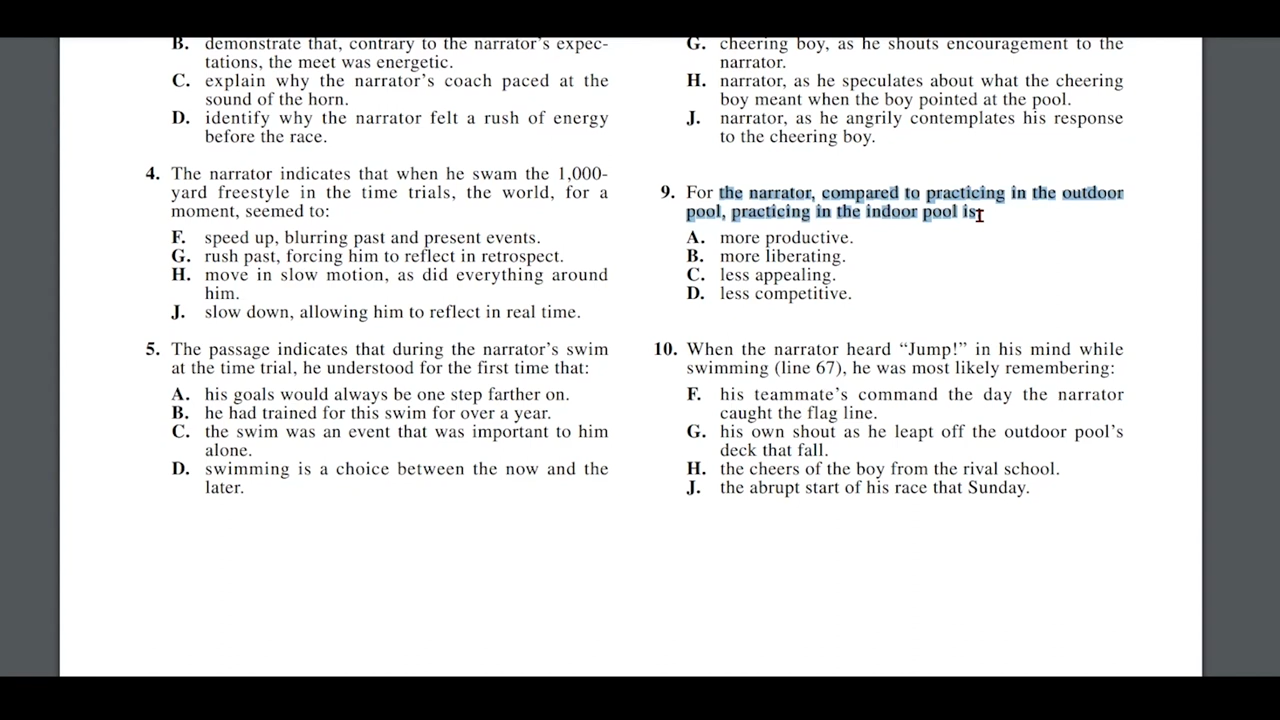 B. demonstrate that, contrary to the narrator's expec-
tations, the meet was energetic.
C. explain why the narrator's coach paced at the
sound of the horn.
D. identify why the narrator felt a rush of energy
before the race.
4. The narrator indicates that when he swam the 1,000-
yard freestyle in the time trials, the world, for a
moment, seemed to:
F. speed up, blurring past and present events.
G. rush past, forcing him to reflect in retrospect.
H. move in slow motion, as did everything around
him.
J. slow down, allowing him to reflect in real time.
5. The passage indicates that during the narrator's swim
at the time trial, he understood for the first time that:
A. his goals would always be one step farther on.
B. he had trained for this swim for over a year.
C. the swim was an event that was important to him
alone.
D. swimming is a choice between the now and the
later.
G. cheering boy, as he shouts encouragement to the
narrator.
H. narrator, as he speculates about what the cheering
boy meant when the boy pointed at the pool.
J. narrator, as he angrily contemplates his response
to the cheering boy.
9. For the narrator, compared to practicing in the outdoor
pool, practicing in the indoor pool is:
A. more productive.
B. more liberating.
C. less appealing.
D. less competitive.
10. When the narrator heard “Jump!” in his mind while
swimming (line 67), he was most likely remembering:
F. his teammate's command the day the narrator
caught the flag line.
G. his own shout as he leapt off the outdoor pool's
deck that fall.
H. the cheers of the boy from the rival school.
J. the abrupt start of his race that Sunday.